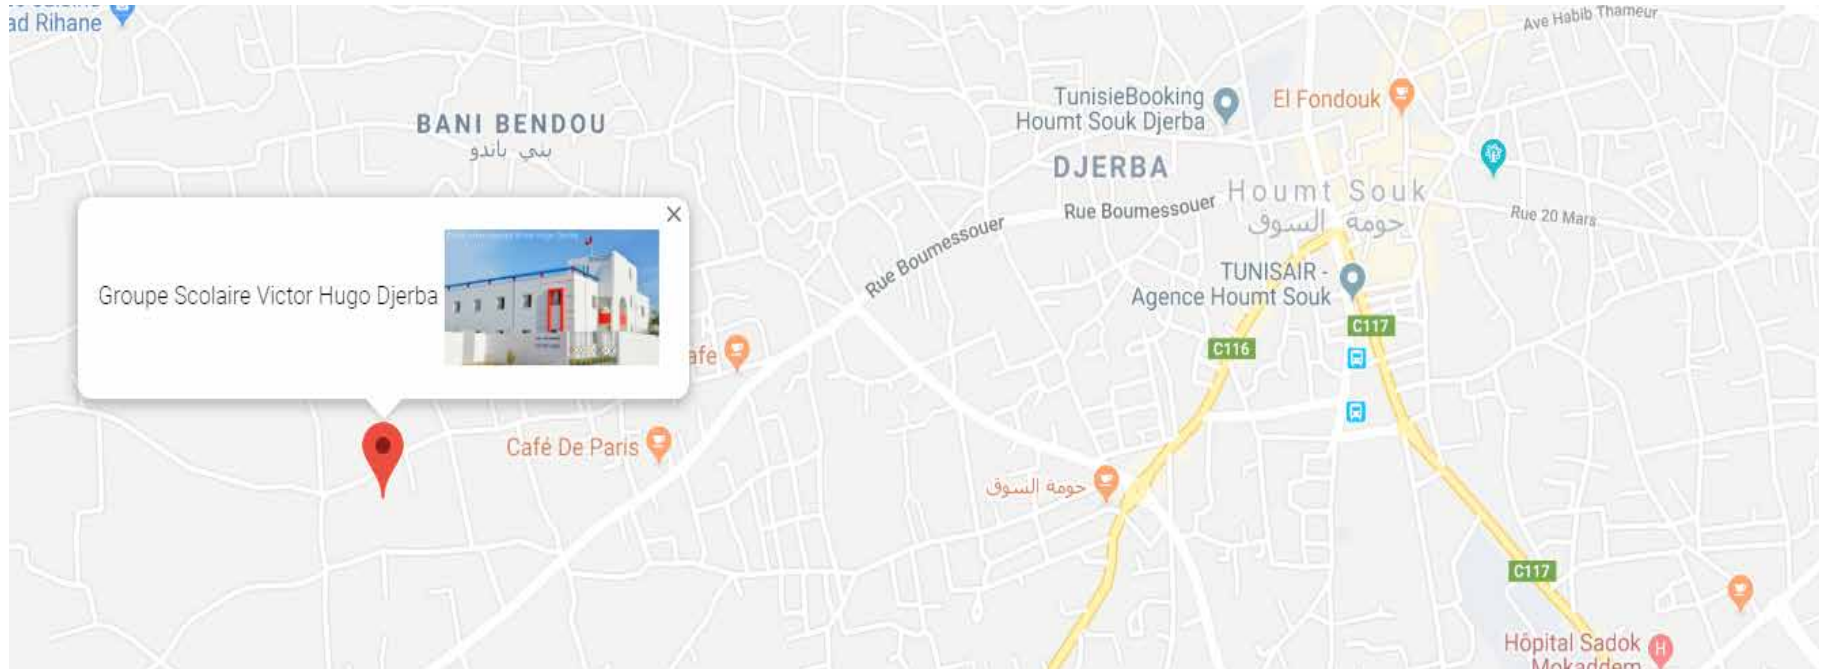 ad Rihane
Ave Habib Thameur
BANI BENDOU
بني باندو
TunisieBooking
Houmt Souk Djerba
El Fondouk
DJERBA
Houmt Souk
حومة السوق
Rue Boumessouer
Rue Boumessouer
Rue 20 Mars
Groupe Scolaire Victor Hugo Djerba
TUNISAIR -
Agence Houmt Souk
C117
C116
afe
Café De Paris
حومة السوق
C117
Hôpital Sadok
Mokaddem
H